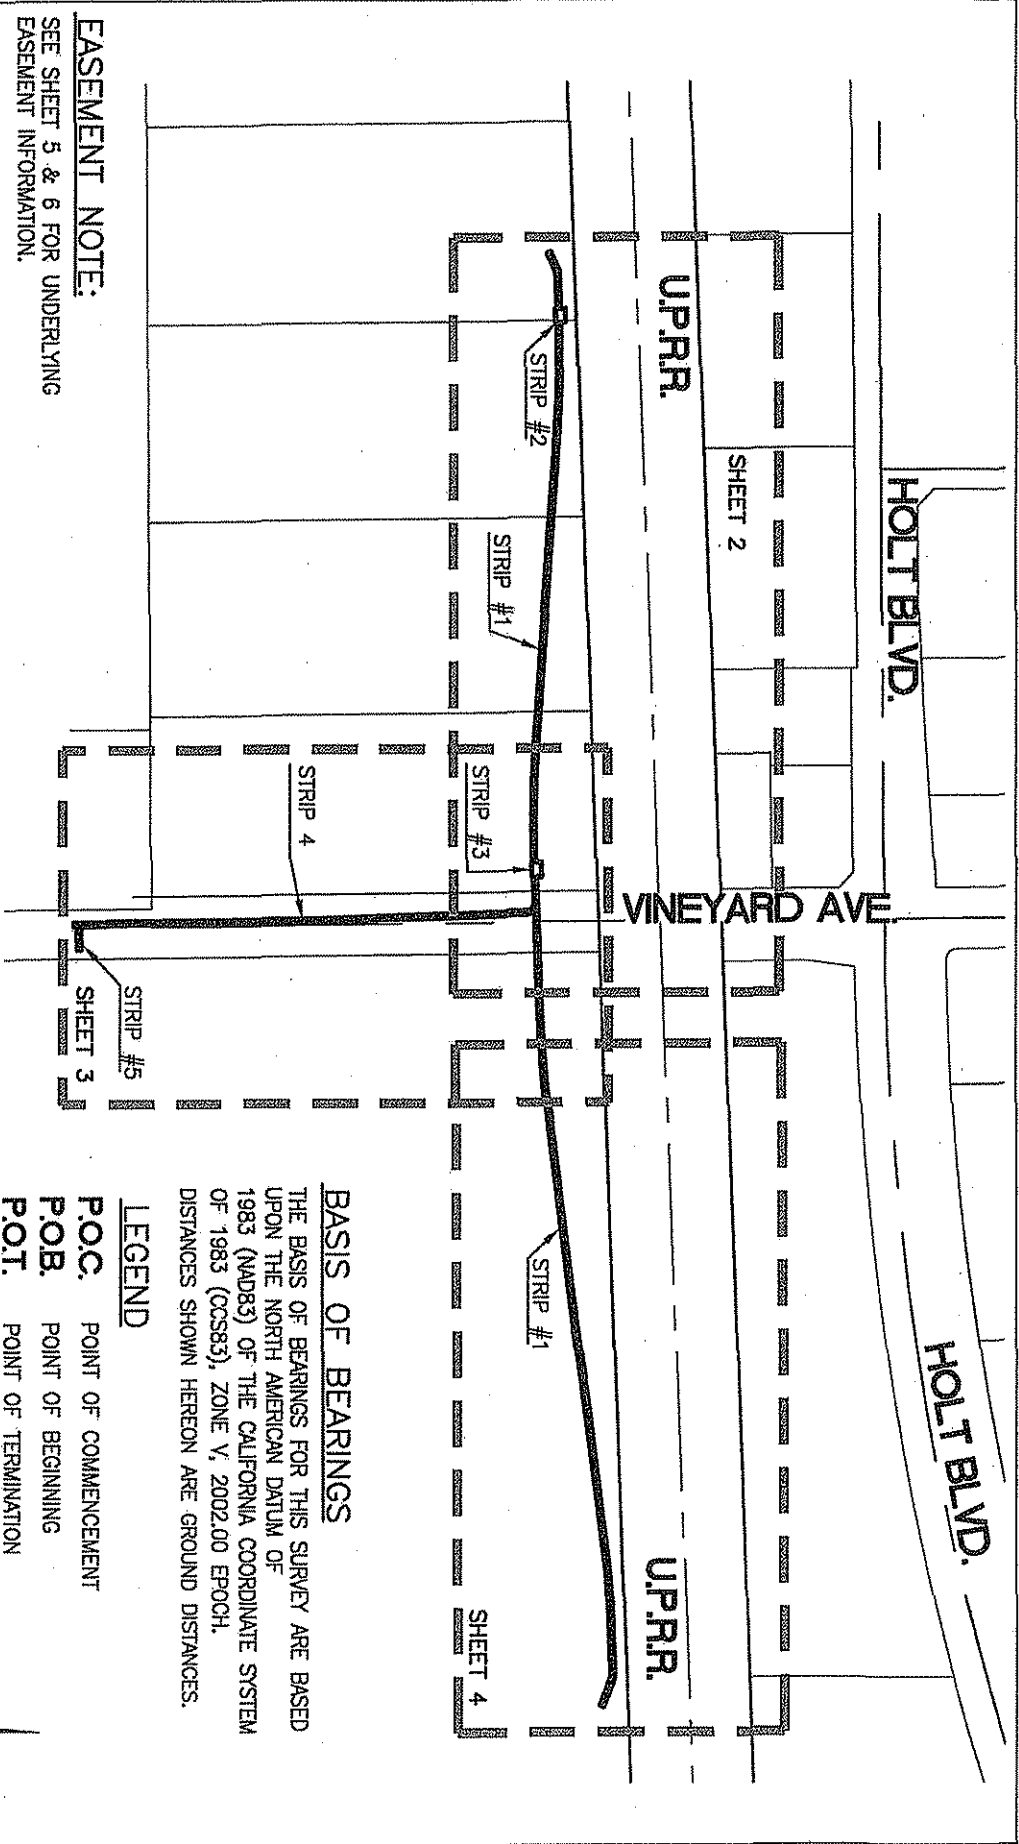 HOLT BLVD.
HOLT BLVD.
SHEET 2
U.P.R.R.
U.P.R.R.
VINEYARD AVE.
STRIP #2
STRIP #1
STRIP #3
STRIP #1
SHEET 4
STRIP 4
STRIP #5
SHEET 3
EASEMENT NOTE:
SEE SHEET 5 & 6 FOR UNDERLYING
EASEMENT INFORMATION.
BASIS OF BEARINGS
THE BASIS OF BEARINGS FOR THIS SURVEY ARE BASED
UPON THE NORTH AMERICAN DATUM OF
1983 (NAD83) OF THE CALIFORNIA COORDINATE SYSTEM
OF 1983 (CCS83), ZONE V, 2002.00 EPOCH.
DISTANCES SHOWN HEREON ARE GROUND DISTANCES.
LEGEND
P.O.C. POINT OF COMMENCEMENT
P.O.B. POINT OF BEGINNING
P.O.T. POINT OF TERMINATION